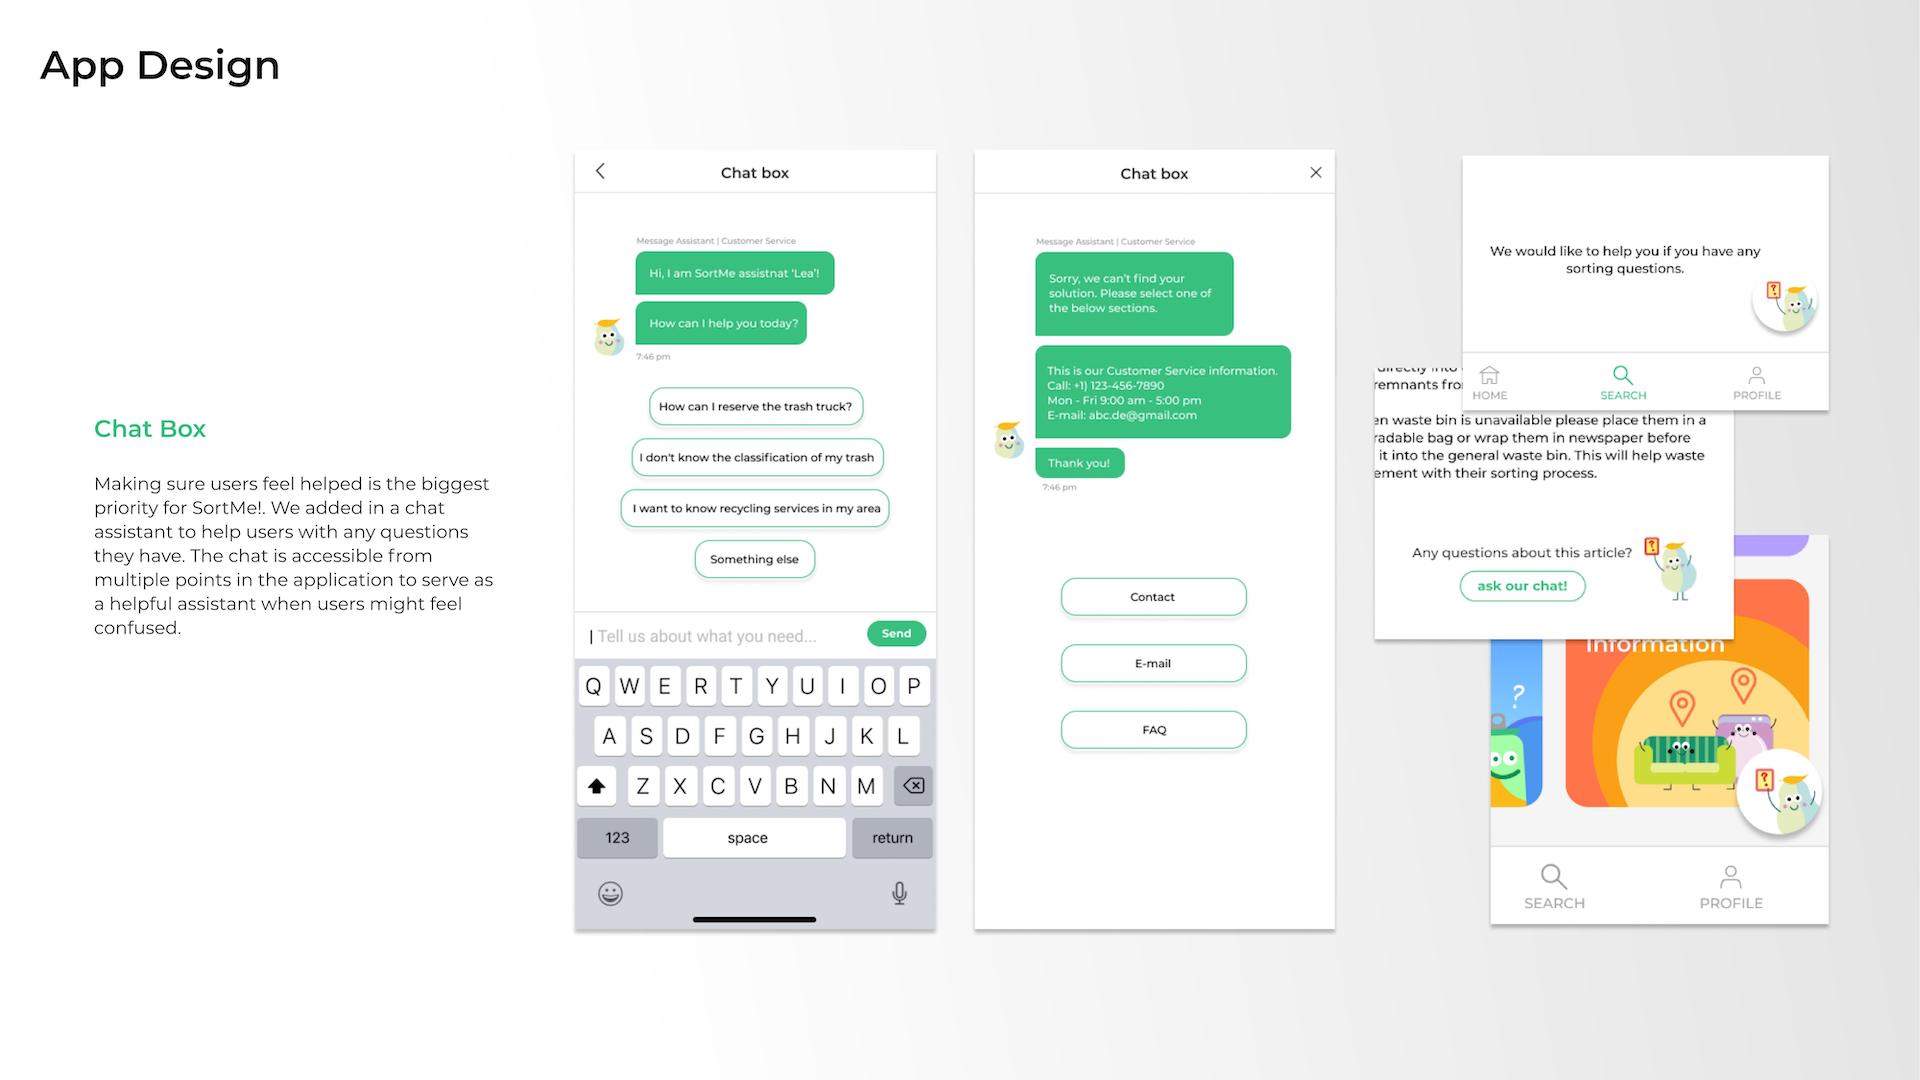 App Design
Chat Box
Making sure users feel helped is the biggest
priority for SortMe!. We added in a chat
assistant to help users with any questions
they have. The chat is accessible from
multiple points in the application to serve as
a helpful assistant when users might feel
confused.
Chat box
Message Assistant | Customer Service
Hi, I am SortMe assistnat ‘Lea’!
How can I help you today?
7:46 pm
How can I reserve the trash truck?
I don't know the classification of my trash
I want to know recycling services in my area
Something else
Tell us about what you need...
Send
Q W E R T Y U I O P
A S D F G H J K L
Z X C V B N M
123 space return
Chat box
Message Assistant | Customer Service
Sorry, we can’t find your
solution. Please select one of
the below sections.
This is our Customer Service information.
Call: +1) 123-456-7890
Mon - Fri 9:00 am - 5:00 pm
E-mail: abc.de@gmail.com
Thank you!
7:46 pm
Contact
E-mail
FAQ
We would like to help you if you have any
sorting questions.
?
HOME SEARCH PROFILE
remnants fro
en waste bin is unavailable please place them in a
radable bag or wrap them in newspaper before
it into the general waste bin. This will help waste
ement with their sorting process.
?
Any questions about this article?
ask our chat!
Information
?
?
SEARCH PROFILE